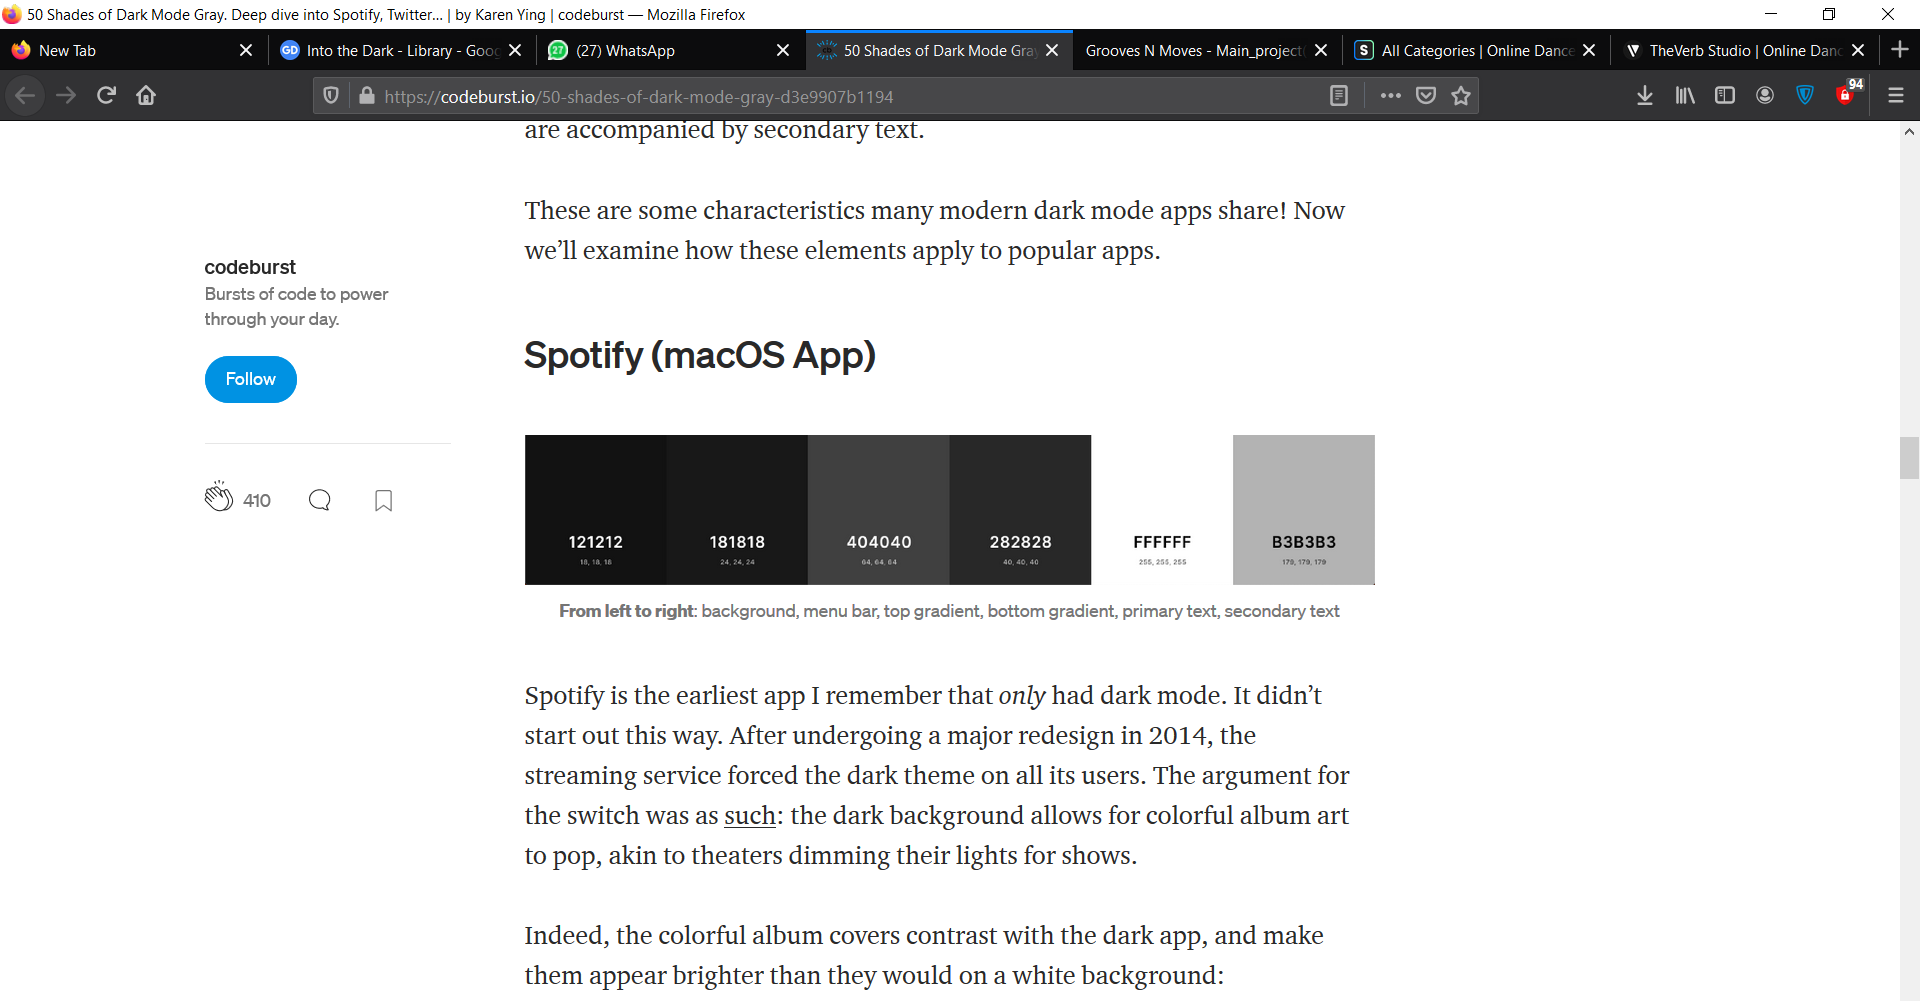 50 Shades of Dark Mode Gray. Deep dive into Spotify, Twitter... | by Karen Ying | codeburst — Mozilla Firefox
New Tab
Into the Dark - Library - Goog
(27) WhatsApp
50 Shades of Dark Mode Gra
Grooves N Moves - Main_project(
All Categories | Online Dance
TheVerb Studio | Online Danc
https://codeburst.io/50-shades-of-dark-mode-gray-d3e9907b1194
94
are accompanied by secondary text.
These are some characteristics many modern dark mode apps share! Now
we’ll examine how these elements apply to popular apps.
codeburst
Bursts of code to power
through your day.
Follow
410
Spotify (macOS App)
121212
18, 18, 18
181818
24, 24, 24
404040
64, 64, 64
282828
40, 40, 40
FFFFFF
255, 255, 255
B3B3B3
179, 179, 179
From left to right: background, menu bar, top gradient, bottom gradient, primary text, secondary text
Spotify is the earliest app I remember that only had dark mode. It didn’t
start out this way. After undergoing a major redesign in 2014, the
streaming service forced the dark theme on all its users. The argument for
the switch was as such: the dark background allows for colorful album art
to pop, akin to theaters dimming their lights for shows.
Indeed, the colorful album covers contrast with the dark app, and make
them appear brighter than they would on a white background: